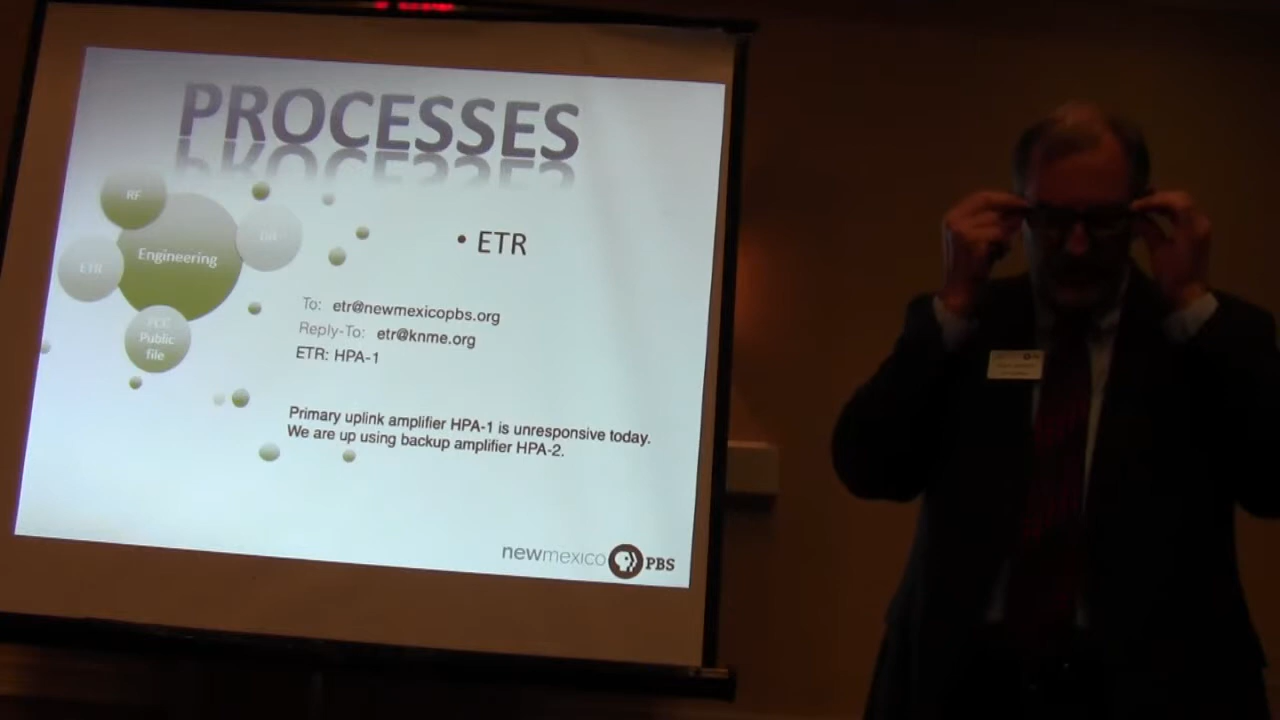 PROCESSES
RF
Engineering
ETR
FCC
Public
file
• ETR
To: etr@newmexicopbs.org
Reply-To: etr@knme.org
ETR: HPA-1
Primary uplink amplifier HPA-1 is unresponsive today.
We are up using backup amplifier HPA-2.
newmexico PBS